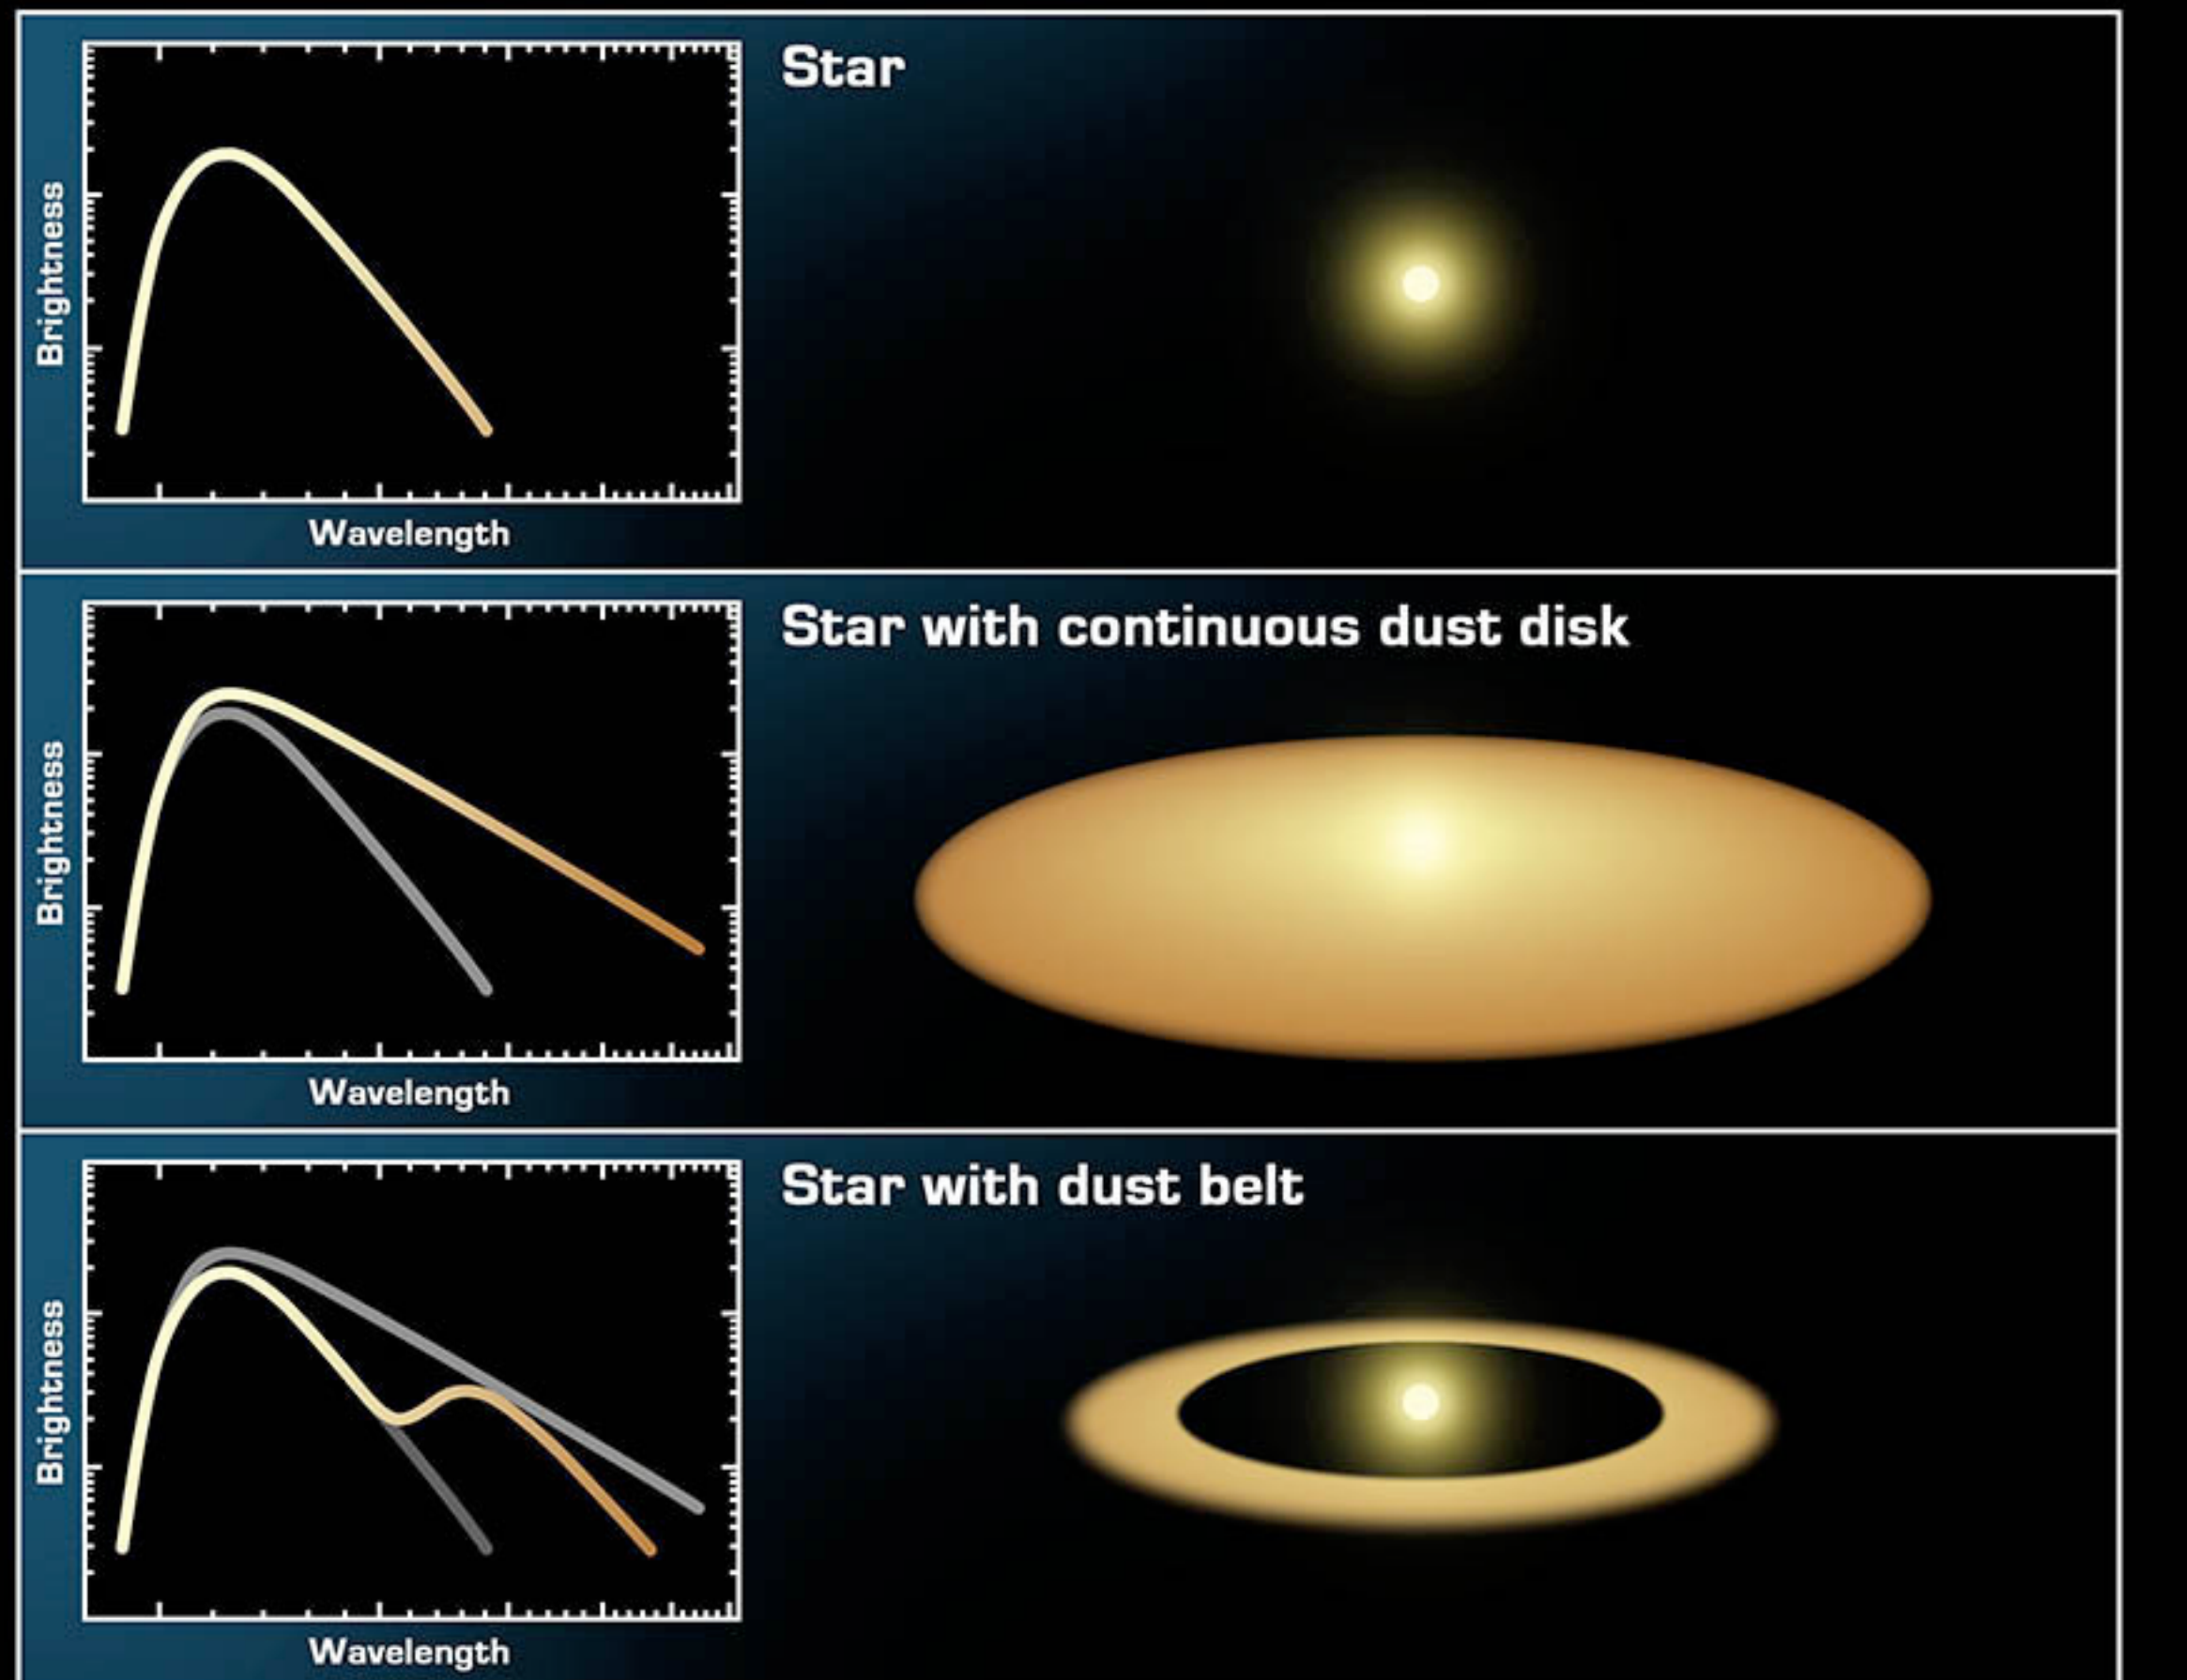 Star
Brightness
Wavelength
Star with continuous dust disk
Brightness
Wavelength
Star with dust belt
Brightness
Wavelength